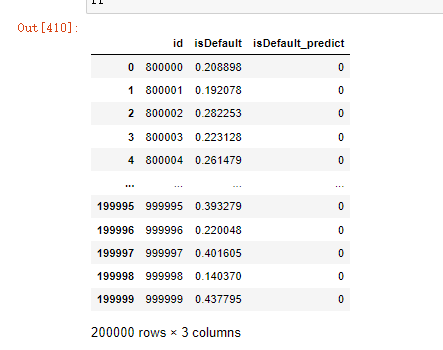 Out[410]:
id isDefault isDefault_predict
0 800000 0.208898 0
1 800001 0.192078 0
2 800002 0.282253 0
3 800003 0.223128 0
4 800004 0.261479 0
... ... ... ...
199995 999995 0.393279 0
199996 999996 0.220048 0
199997 999997 0.401605 0
199998 999998 0.140370 0
199999 999999 0.437795 0
200000 rows × 3 columns